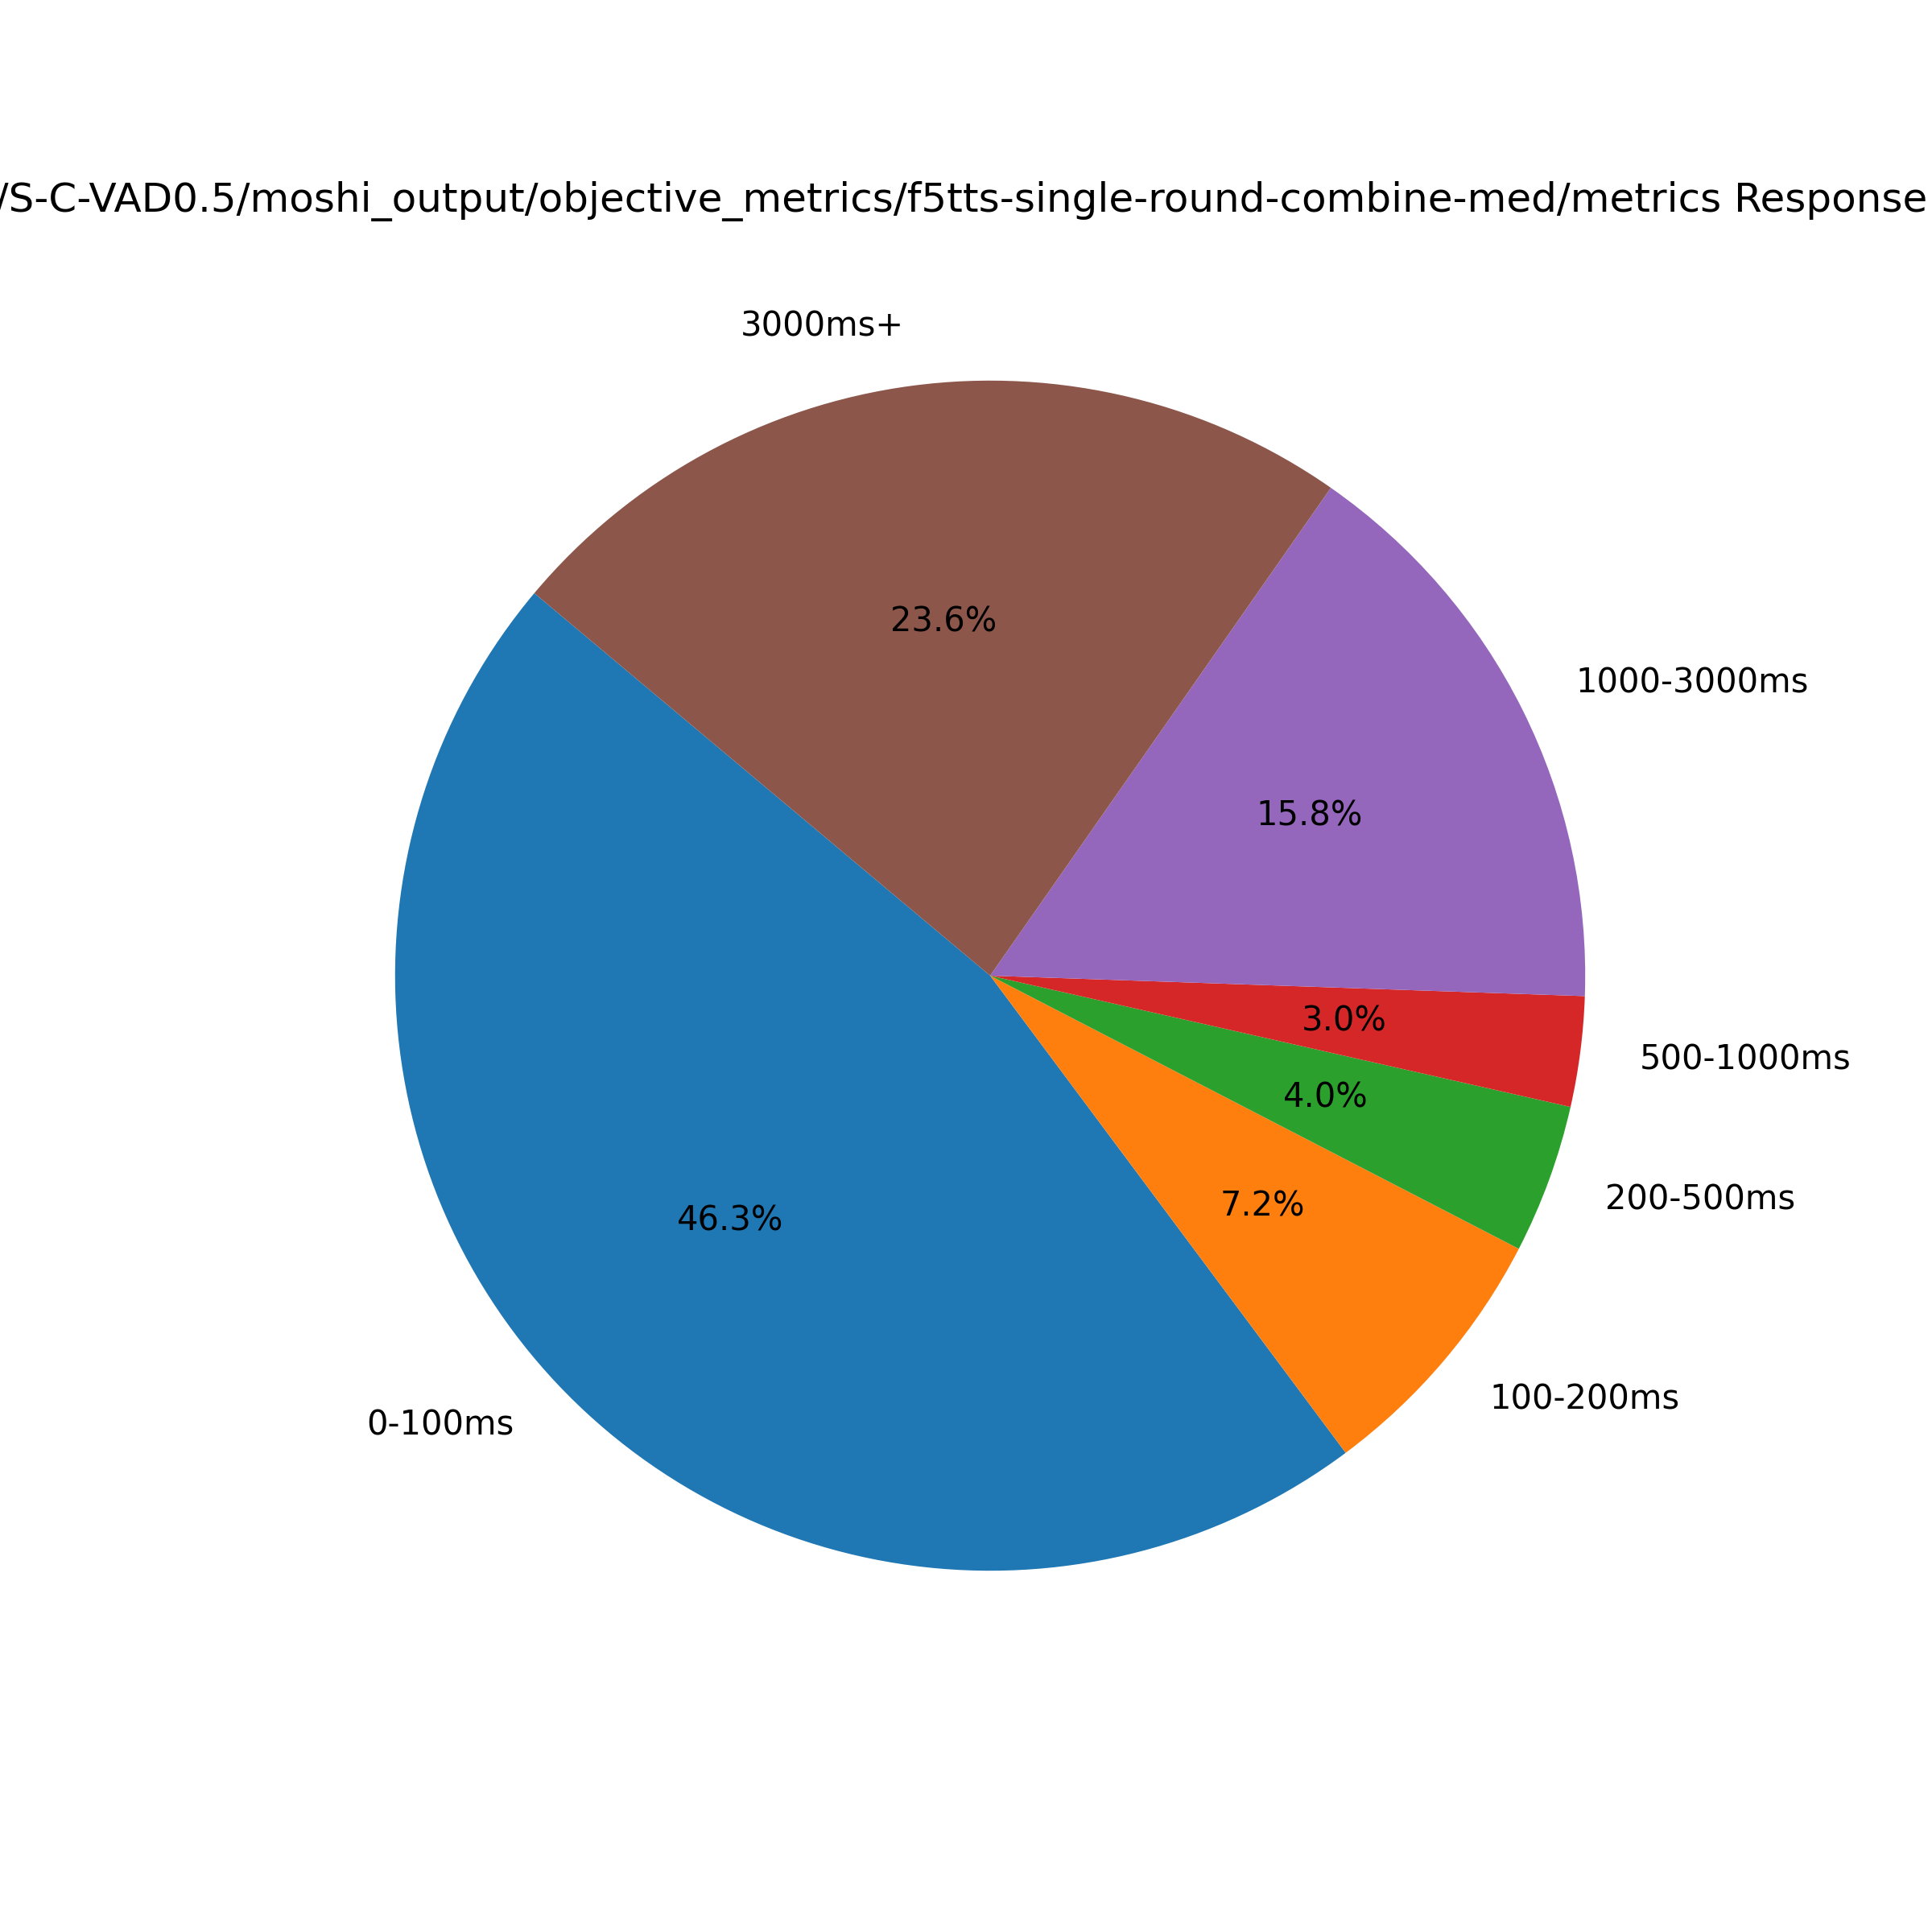 /S-C-VAD0.5/moshi_output/objective_metrics/f5tts-single-round-combine-med/metrics Response
3000ms+
23.6%
1000-3000ms
15.8%
3.0%
500-1000ms
4.0%
200-500ms
7.2%
46.3%
100-200ms
0-100ms